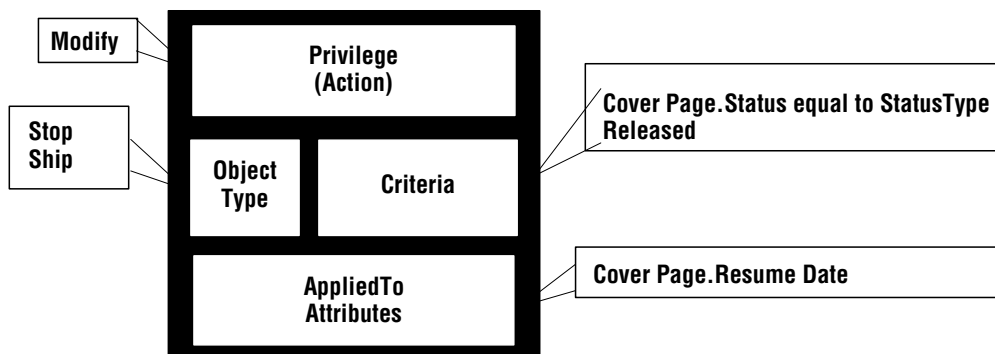 Modify
Privilege
(Action)
Cover Page.Status equal to StatusType
Released
Stop
Ship
Object
Type
Criteria
AppliedTo
Attributes
Cover Page.Resume Date